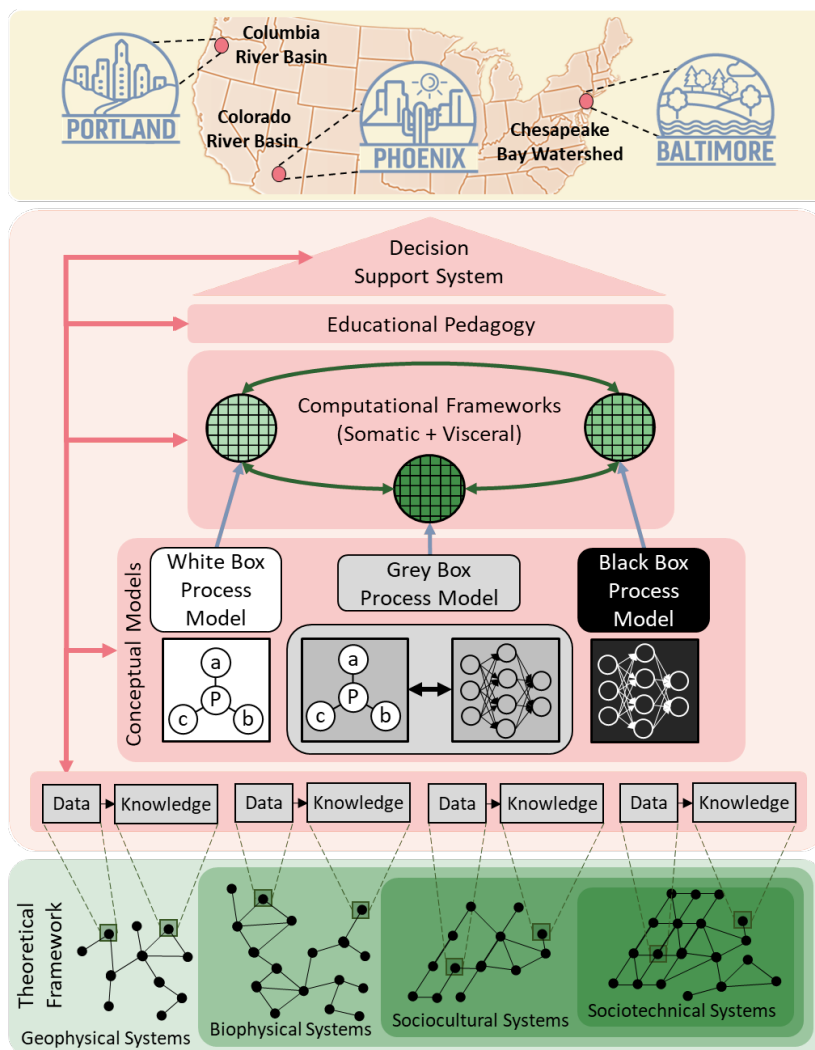 Columbia
River Basin
PORTLAND
Colorado
River Basin
PHOENIX
Chesapeake
Bay Watershed
BALTIMORE
Decision
Support System
Educational Pedagogy
Computational Frameworks
(Somatic + Visceral)
Conceptual Models
White Box
Process
Model
Grey Box
Process Model
Black Box
Process
Model
a
P
c
b
a
P
c
b
Data
Knowledge
Data
Knowledge
Data
Knowledge
Data
Knowledge
Theoretical
Framework
Geophysical Systems
Biophysical Systems
Sociocultural Systems
Sociotechnical Systems